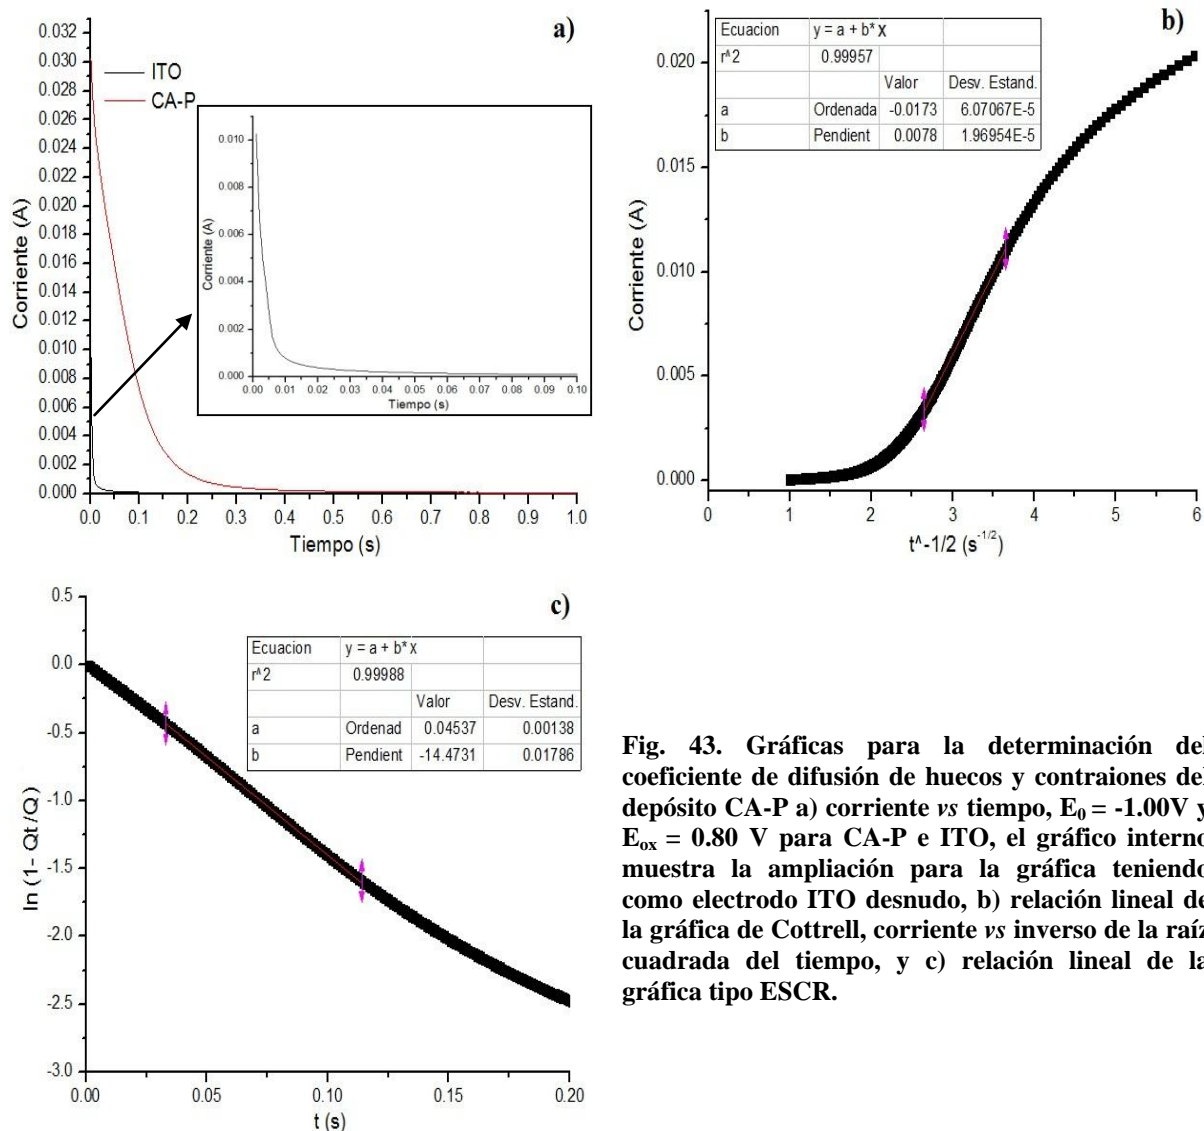 a)
0.032
0.030
0.028
0.026
0.024
0.022
0.020
0.018
0.016
0.014
0.012
0.010
0.008
0.006
0.004
0.002
0.000
Corriente (A)
ITO
CA-P
0.0 0.1 0.2 0.3 0.4 0.5 0.6 0.7 0.8 0.9 1.0
Tiempo (s)
0.010
0.008
0.006
0.004
0.002
0.000
Corriente (A)
0.00 0.01 0.02 0.03 0.04 0.05 0.06 0.07 0.08 0.09 0.10
Tiempo (s)
b)
Ecuacion y = a + b* x
r^2 0.99957
Valor Desv. Estand.
a Ordenada -0.0173 6.07067E-5
b Pendient 0.0078 1.96954E-5
0.020
0.015
0.010
0.005
0.000
Corriente (A)
0 1 2 3 4 5 6
t^-1/2 (s-1/2)
c)
Ecuacion y = a + b* x
r^2 0.99988
Valor Desv. Estand.
a Ordenad 0.04537 0.00138
b Pendient -14.4731 0.01786
0.5
0.0
-0.5
-1.0
-1.5
-2.0
-2.5
-3.0
ln (1- Qt /Q)
0.00 0.05 0.10 0.15 0.20
t (s)
Fig. 43. Gráficas para la determinación del
coeficiente de difusión de huecos y contraiones del
depósito CA-P a) corriente vs tiempo, E0 = -1.00V y
Eox = 0.80 V para CA-P e ITO, el gráfico interno
muestra la ampliación para la gráfica teniendo
como electrodo ITO desnudo, b) relación lineal de
la gráfica de Cottrell, corriente vs inverso de la raíz
cuadrada del tiempo, y c) relación lineal de la
gráfica tipo ESCR.